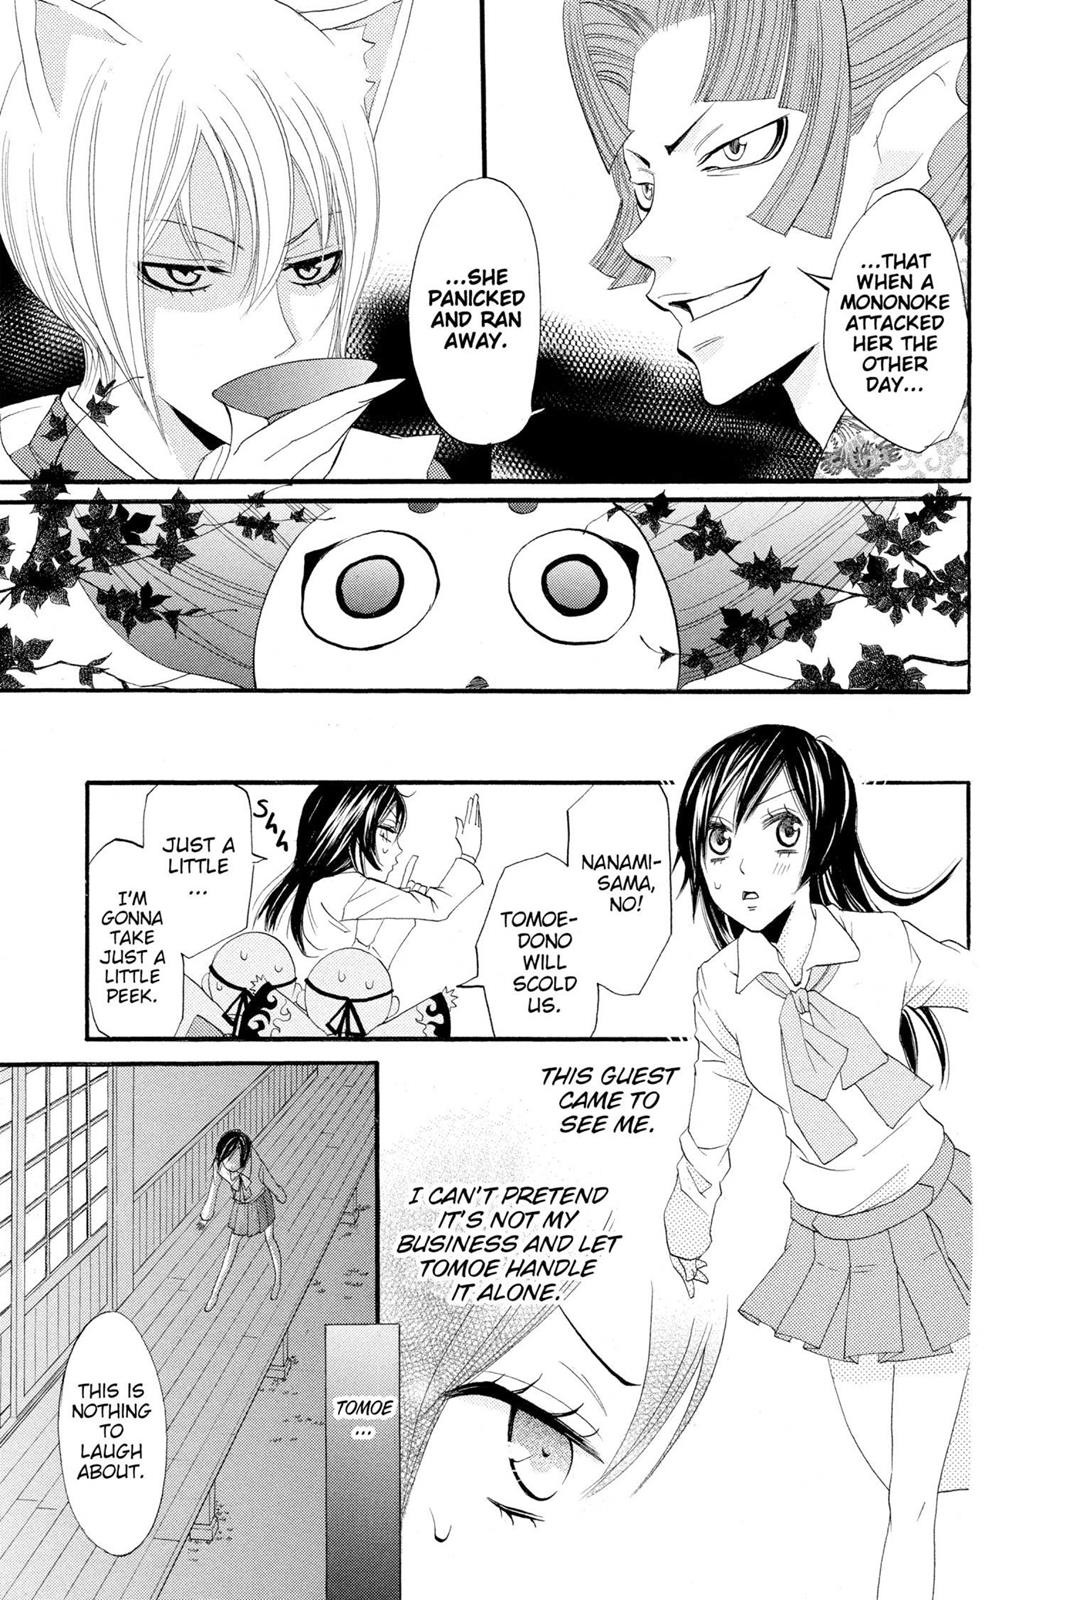 ...THAT
WHEN A
MONONOKE
ATTACKED
HER THE
OTHER
DAY...
...SHE
PANICKED
AND RAN
AWAY.
NANAMI-
SAMA,
NO!
TOMOE-
DONO
WILL
SCOLD
US.
Shh
JUST A
LITTLE
...
I'M
GONNA
TAKE
JUST A
LITTLE
PEEK.
THIS GUEST
CAME TO
SEE ME.
I CAN'T PRETEND
IT'S NOT MY
BUSINESS AND LET
TOMOE HANDLE
IT ALONE.
TOMOE
...
THIS IS
NOTHING
TO
LAUGH
ABOUT.